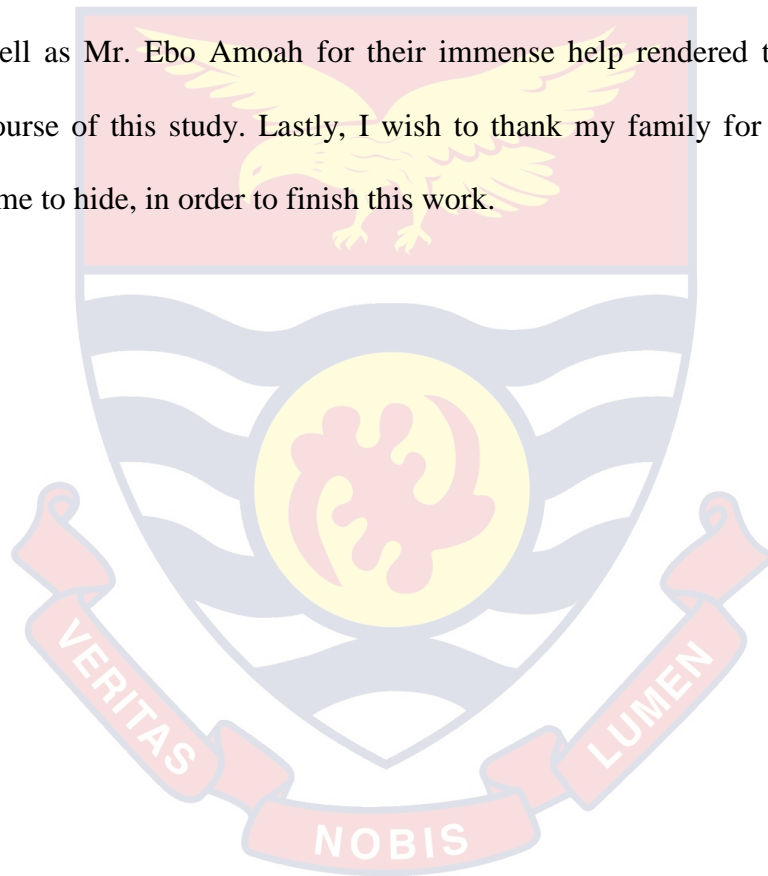 ell as Mr. Ebo Amoah for their immense help rendered t
ourse of this study. Lastly, I wish to thank my family for
me to hide, in order to finish this work.
VERITAS
NOBIS
LUMEN